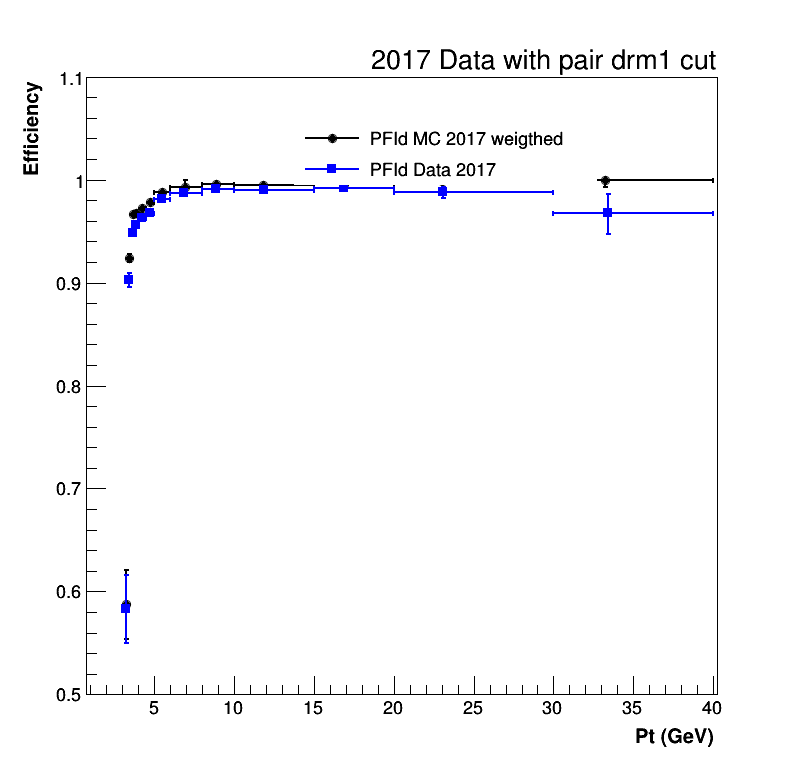 2017 Data with pair drm1 cut
Efficiency
1.1
1
0.9
0.8
0.7
0.6
0.5
PFId MC 2017 weigthed
PFId Data 2017
5 10 15 20 25 30 35 40
Pt (GeV)